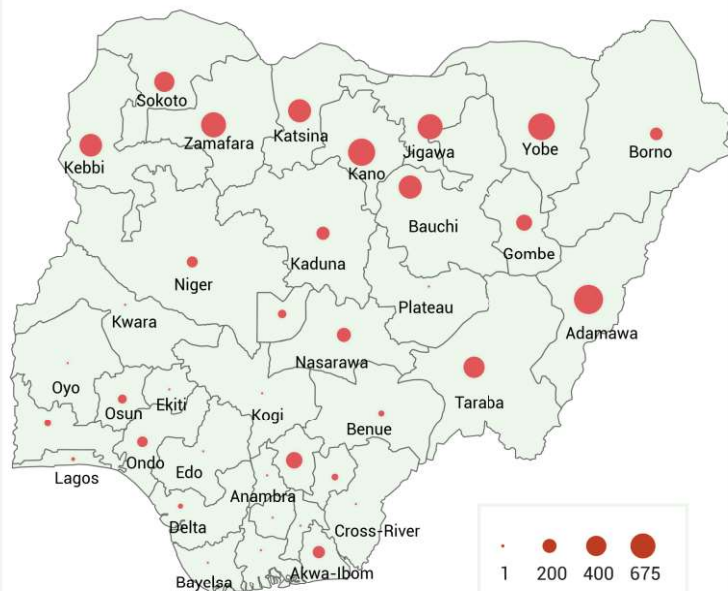 Sokoto
Zamafara
Katsina
Kebbi
Kano
Jigawa
Yobe
Borno
Bauchi
Gombe
Kaduna
Niger
Plateau
Kwara
Adamawa
Nasarawa
Oyo
Osun
Ekiti
Kogi
Taraba
Benue
Ondo
Edo
Lagos
Anambra
Delta
Cross-River
Bayelsa
Akwa-Ibom
1 200 400 675